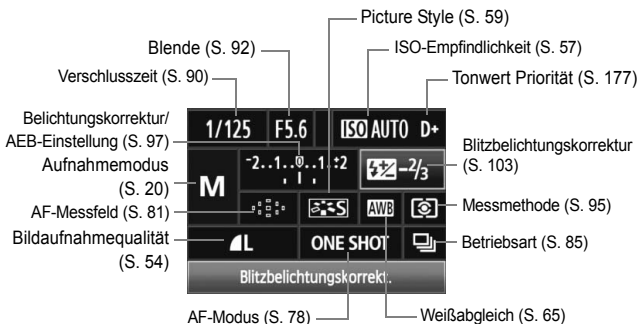 Picture Style (S. 59)
Blende (S. 92)
ISO-Empfindlichkeit (S. 57)
Verschlusszeit (S. 90)
Tonwert Priorität (S. 177)
Belichtungskorrektur/
AEB-Einstellung (S. 97)
Aufnahmemodus
(S. 20)
AF-Messfeld (S. 81)
Bildaufnahmequalität
(S. 54)
1/125 F5.6 ISO AUTO D+
-2..1..0..1..+2
-2/3
M
S AWB
L ONE SHOT
Blitzbelichtungskorrekt.
Blitzbelichtungskorrektur
(S. 103)
Messmethode (S. 95)
Betriebsart (S. 85)
AF-Modus (S. 78)
Weißabgleich (S. 65)